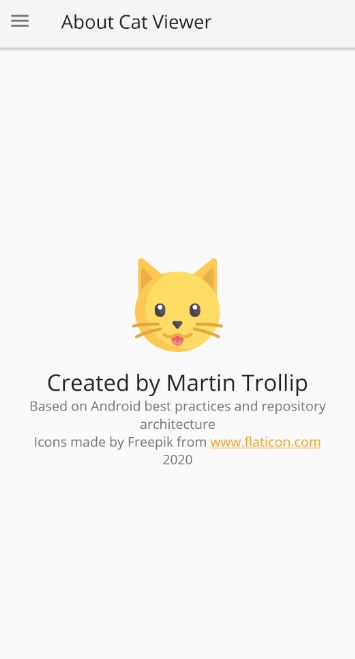 About Cat Viewer
Created by Martin Trollip
Based on Android best practices and repository
architecture
Icons made by Freepik from www.flaticon.com
2020